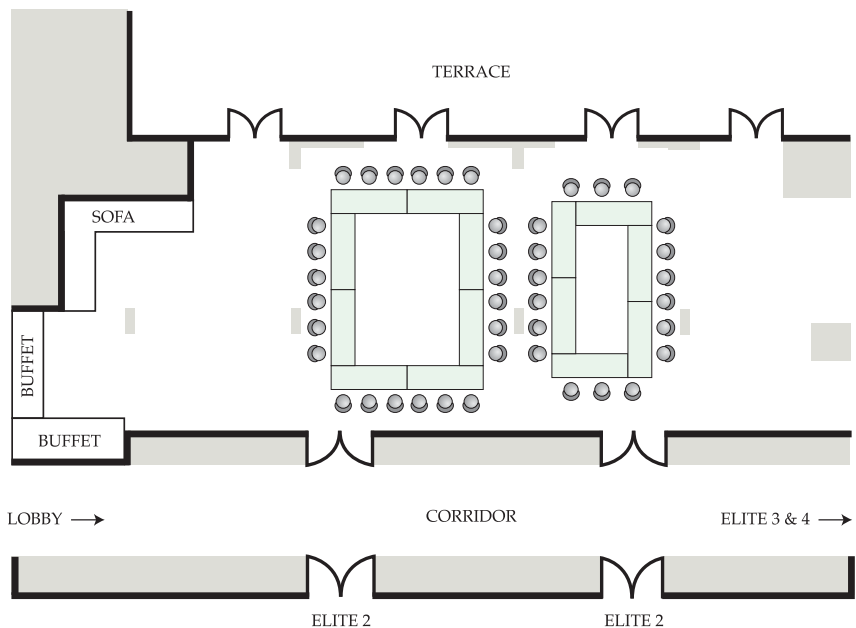 TERRACE
SOFA
BUFFET
BUFFET
LOBBY
CORRIDOR
ELITE 3 & 4
ELITE 2
ELITE 2